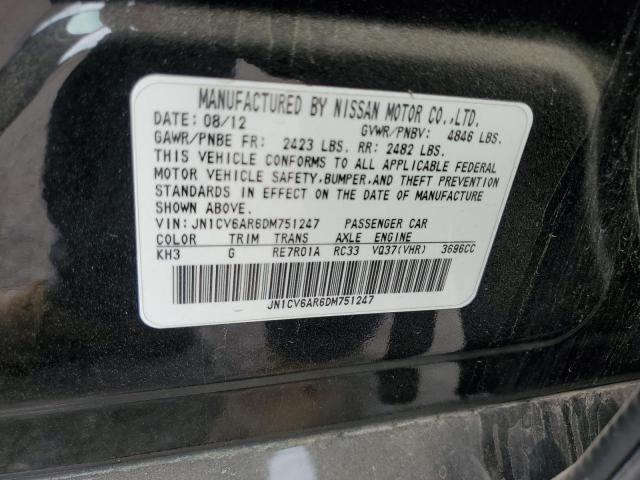 MANUFACTURED BY NISSAN MOTOR CO.,LTD.
DATE: 08/12 GVWR/PNBV: 4846 LBS.
GAWR/PNBE FR: 2423 LBS. RR: 2482 LBS.
THIS VEHICLE CONFORMS TO ALL APPLICABLE FEDERAL
MOTOR VEHICLE SAFETY,BUMPER,AND THEFT PREVENTION
STANDARDS IN EFFECT ON THE DATE OF MANUFACTURE
SHOWN ABOVE.
VIN: JN1CV6AR6DM751247 PASSENGER CAR
COLOR TRIM TRANS AXLE ENGINE
KH3 G RE7R01A RC33 VQ37(VHR) 3696CC
JN1CV6AR6DM751247